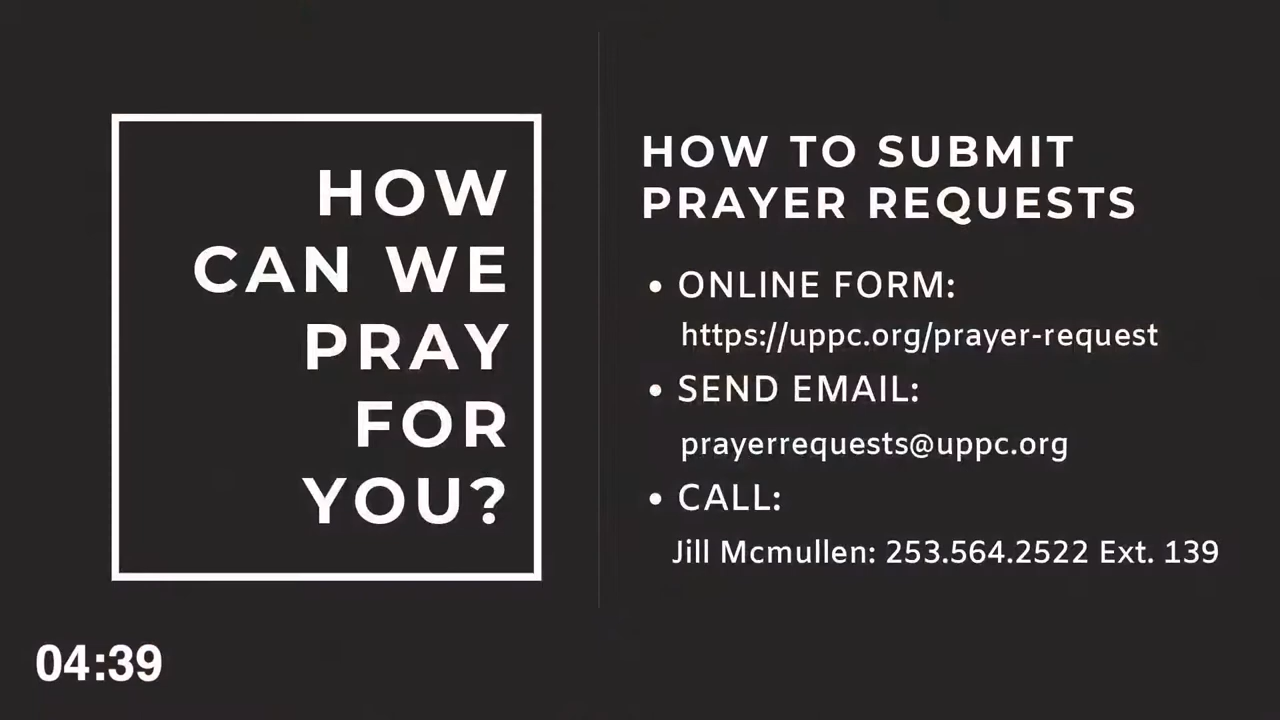 HOW
CAN WE
PRAY
FOR
YOU?
HOW TO SUBMIT
PRAYER REQUESTS
• ONLINE FORM:
https://uppc.org/prayer-request
• SEND EMAIL:
prayerrequests@uppc.org
• CALL:
Jill Mcmullen: 253.564.2522 Ext. 139
04:39